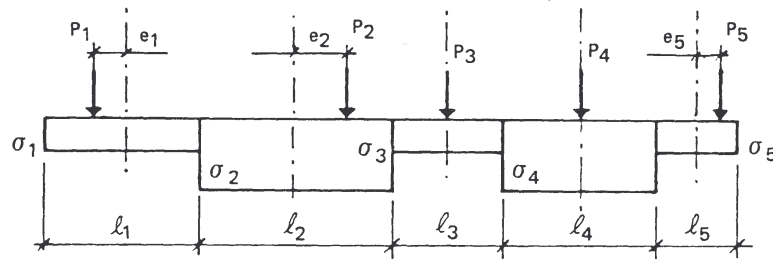 P₁ e₁ e₂ P₂ P₃ P₄ e₅ P₅
σ₁ σ₂ σ₃ σ₄ σ₅
ℓ₁ ℓ₂ ℓ₃ ℓ₄ ℓ₅